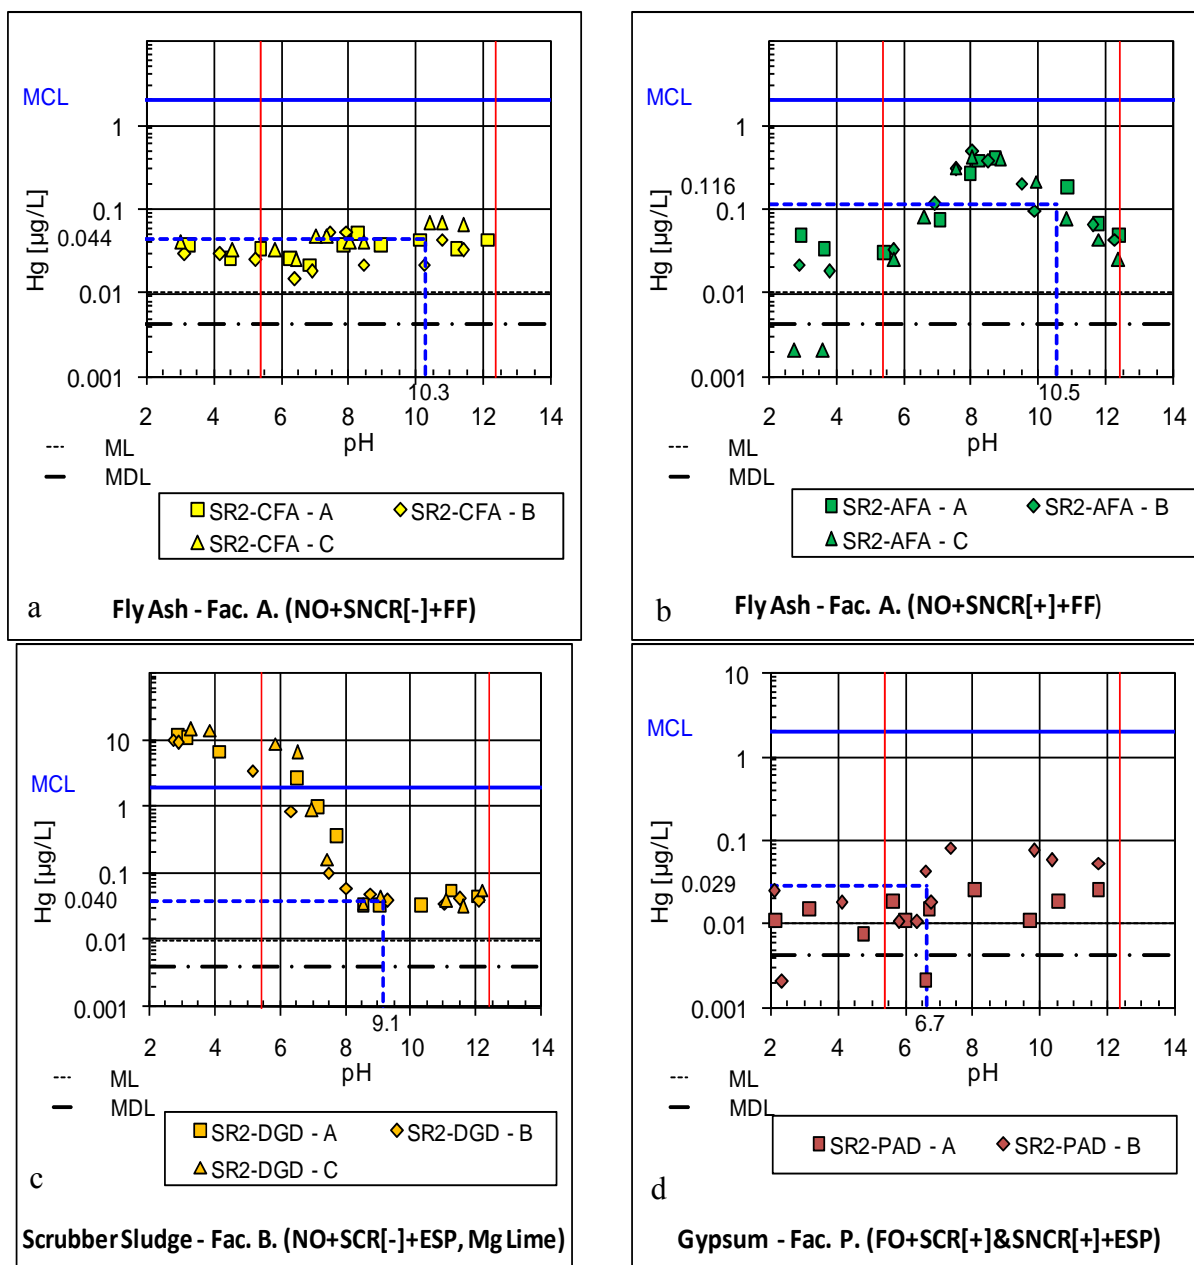 MCL
1
0.1
0.116
0.044
0.01
0.001
Hg [µg/L]
10.3
2 4 6 8 10 12 14
pH
--- ML
— MDL
SR2-CFA - A SR2-CFA - B
SR2-CFA - C
a Fly Ash - Fac. A. (NO+SNCR[-]+FF)
MCL
1
0.1
0.01
0.001
Hg [µg/L]
10.5
2 4 6 8 10 12 14
pH
--- ML
— MDL
SR2-AFA - A SR2-AFA - B
SR2-AFA - C
b Fly Ash - Fac. A. (NO+SNCR[+]+FF)
10
MCL
1
0.1
0.040
0.01
0.001
Hg [µg/L]
9.1
2 4 6 8 10 12 14
pH
--- ML
— MDL
SR2-DGD - A SR2-DGD - B
SR2-DGD - C
c
Scrubber Sludge - Fac. B. (NO+SCR[-]+ESP, Mg Lime)
10
MCL
1
0.1
0.029
0.01
0.001
Hg [µg/L]
6.7
2 4 6 8 10 12 14
pH
--- ML
— MDL
SR2-PAD - A SR2-PAD - B
d
Gypsum - Fac. P. (FO+SCR[+]&SNCR[+]+ESP)